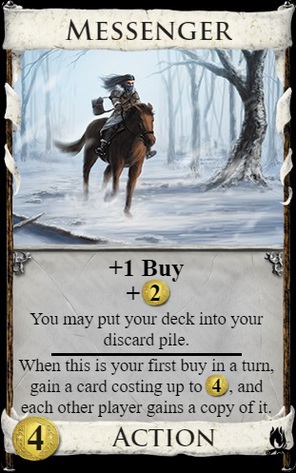 MESSENGER
+1 Buy
+2
You may put your deck into your
discard pile.
When this is your first buy in a turn,
gain a card costing up to 4, and
each other player gains a copy of it.
4 ACTION